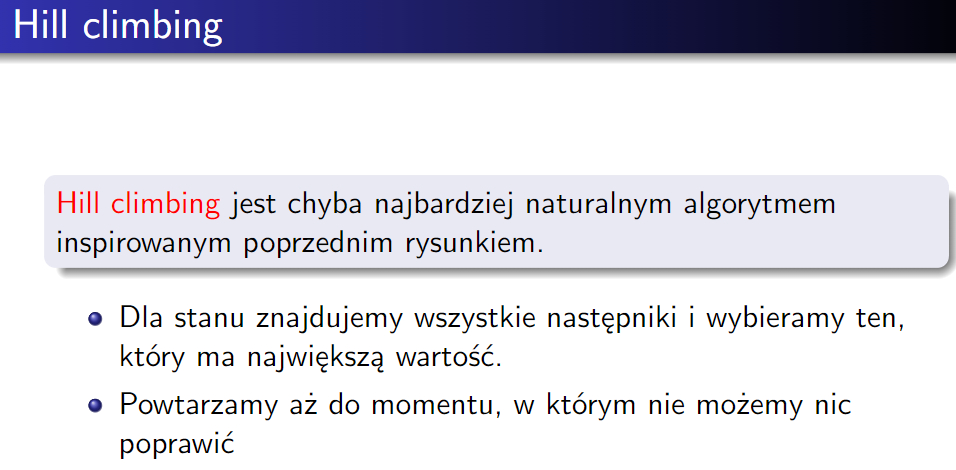 Hill climbing
Hill climbing jest chyba najbardziej naturalnym algorytmem
inspirowanym poprzednim rysunkiem.
Dla stanu znajdujemy wszystkie następniki i wybieramy ten,
który ma największą wartość.
Powtarzamy aż do momentu, w którym nie możemy nic
poprawić